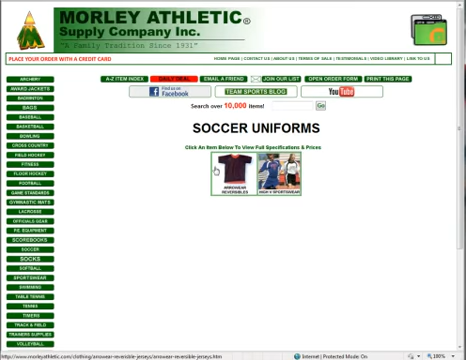 MORLEY ATHLETIC®
Supply Company Inc.
"A Family Tradition Since 1931"
PLACE YOUR ORDER WITH A CREDIT CARD
HOME PAGE | CONTACT US | ABOUT US | TERMS OF SALE | TESTIMONIALS | VIDEO LIBRARY | LINK TO US
A-Z ITEM INDEX
DAILY DEAL
EMAIL A FRIEND
JOIN OUR LIST
OPEN ORDER FORM
PRINT THIS PAGE
Find us on
Facebook
TEAM SPORTS BLOG
YouTube
Search over 10,000 items!
Go
SOCCER UNIFORMS
Click An Item Below To View Full Specifications & Prices
REVERSIBLES
HIGH 5 SPORTSWEAR
ARCHERY
AWARD JACKETS
BADMINTON
BAGS
BASEBALL
BASKETBALL
BOWLING
CROSS COUNTRY
FIELD HOCKEY
FITNESS
FLOOR HOCKEY
FOOTBALL
GAME STANDARDS
GYMNASTIC MATS
LACROSSE
OFFICIALS GEAR
P.E. EQUIPMENT
SCOREBOOKS
SOCCER
SOCKS
SOFTBALL
SPORTSWEAR
SWIMMING
TABLE TENNIS
TENNIS
TIMERS
TRACK & FIELD
TRAINERS SUPPLIES
VOLLEYBALL
Internet | Protected Mode: On
100%